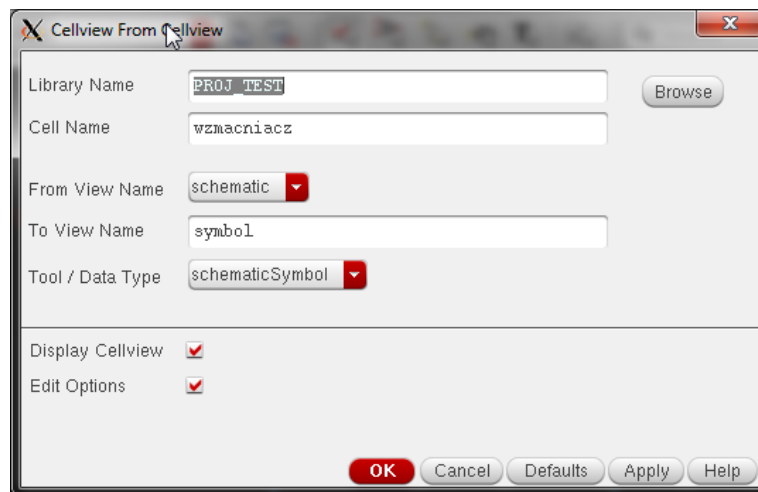 Cellview From Cellview
Library Name PROJ_TEST Browse
Cell Name wzmacniacz
From View Name schematic
To View Name symbol
Tool / Data Type schematicSymbol
Display Cellview
Edit Options
OK Cancel Defaults Apply Help